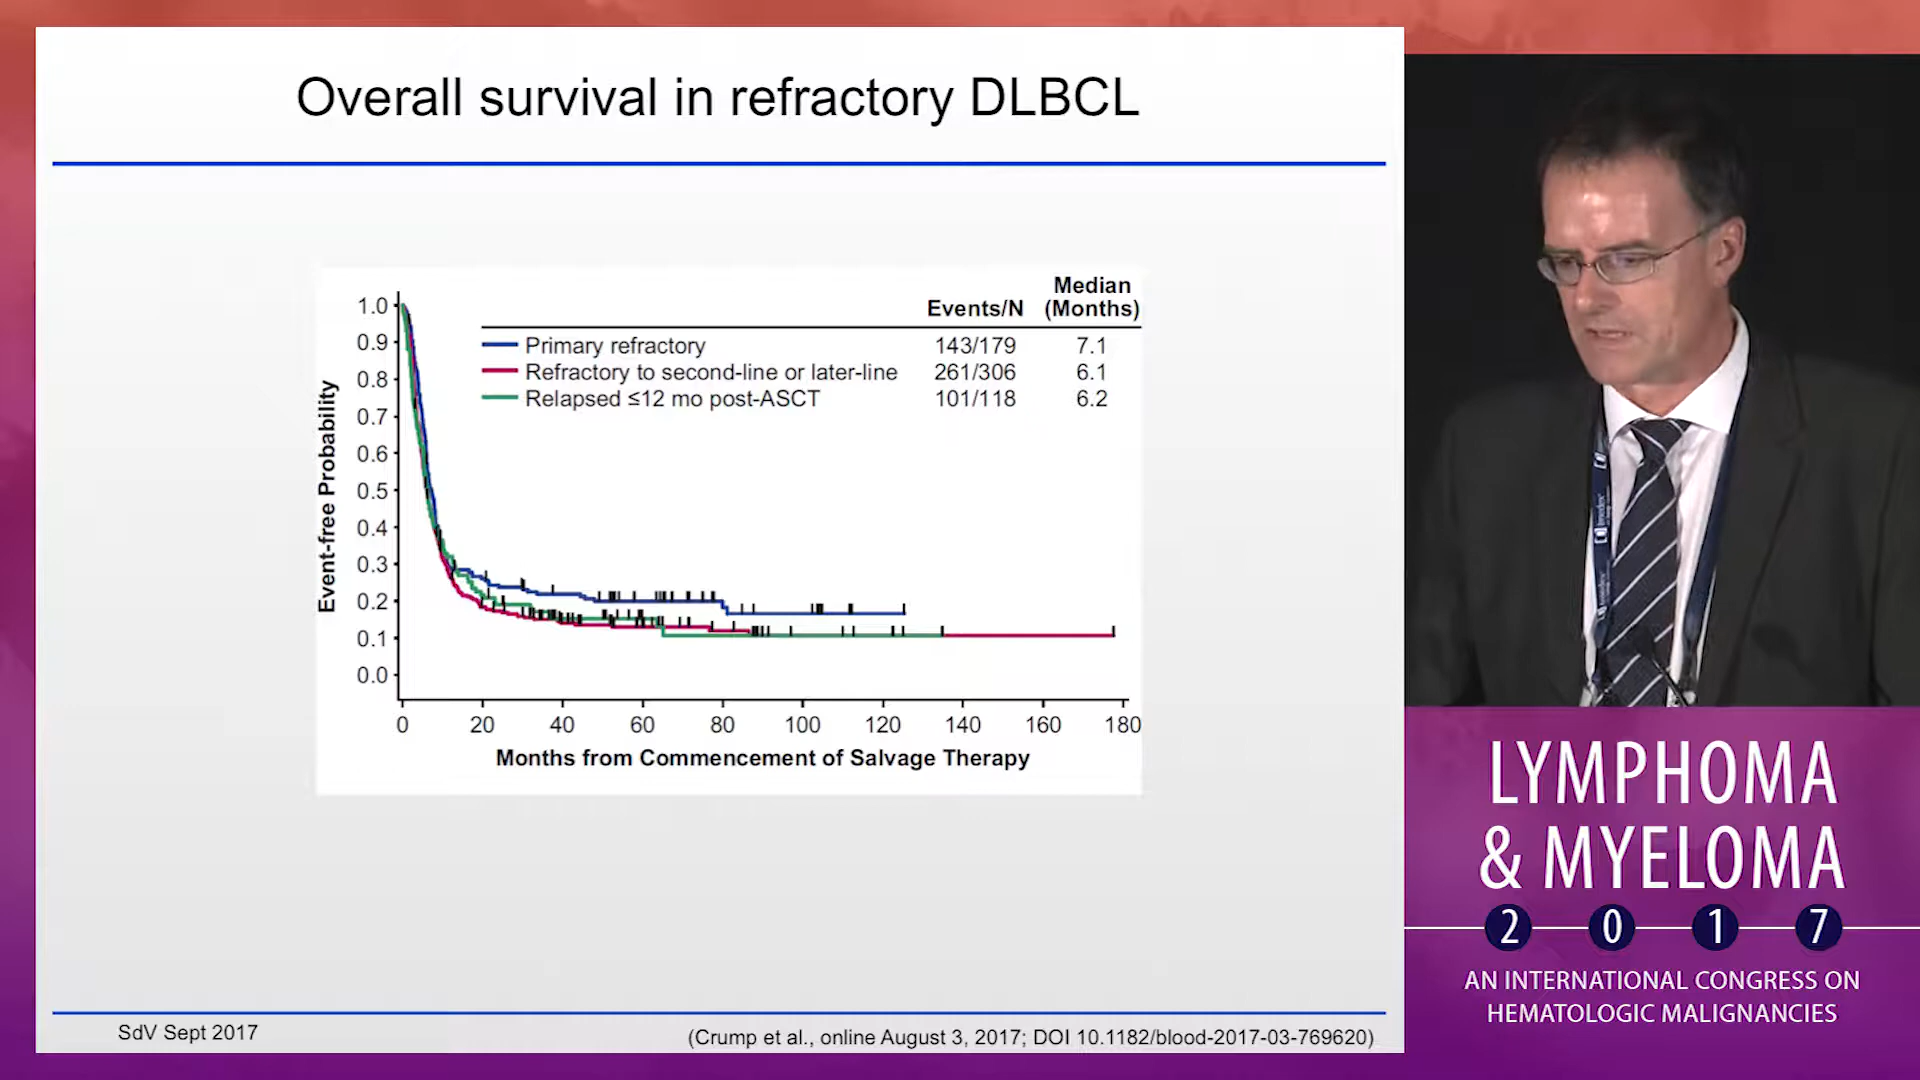 Overall survival in refractory DLBCL
Median
Events/N (Months)
Primary refractory 143/179 7.1
Refractory to second-line or later-line 261/306 6.1
Relapsed ≤12 mo post-ASCT 101/118 6.2
Event-free Probability
1.0
0.9
0.8
0.7
0.6
0.5
0.4
0.3
0.2
0.1
0.0
0 20 40 60 80 100 120 140 160 180
Months from Commencement of Salvage Therapy
SdV Sept 2017
(Crump et al., online August 3, 2017; DOI 10.1182/blood-2017-03-769620)
LYMPHOMA
& MYELOMA
2 0 1 7
AN INTERNATIONAL CONGRESS ON
HEMATOLOGIC MALIGNANCIES